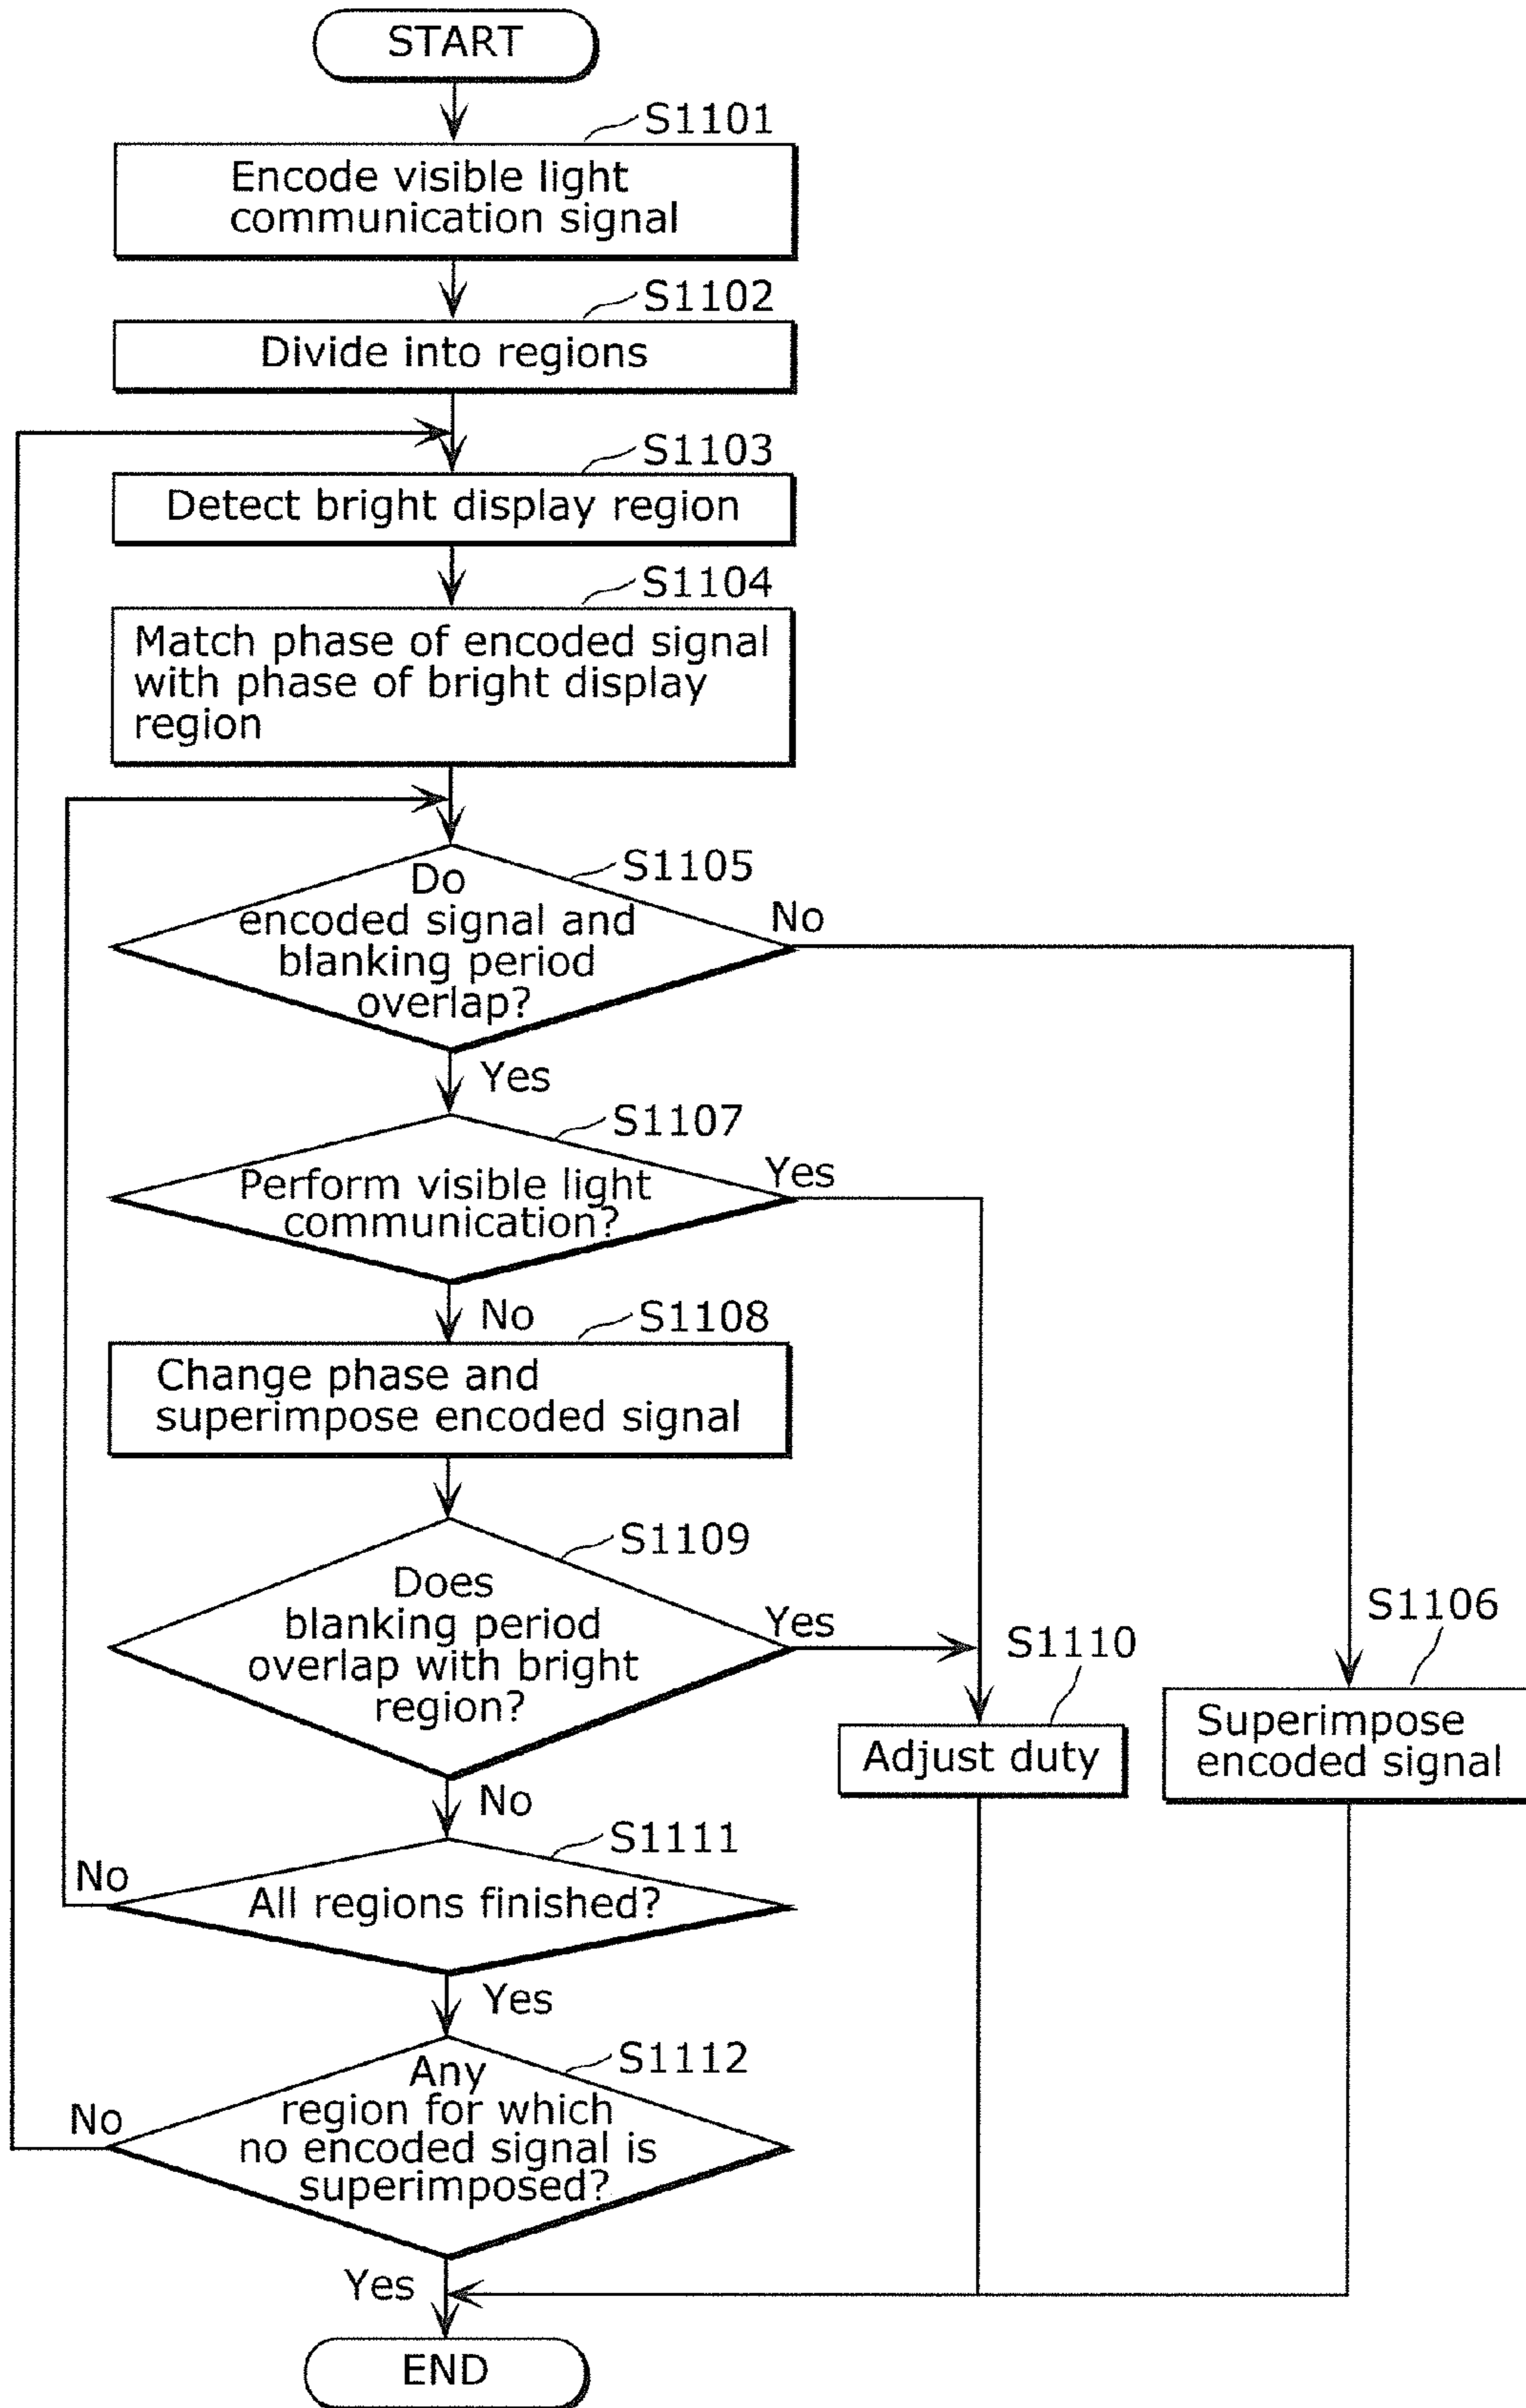 START
S1101
Encode visible light
communication signal
S1102
Divide into regions
S1103
Detect bright display region
S1104
Match phase of encoded signal
with phase of bright display
region
S1105
Do
encoded signal and
blanking period
overlap?
No
Yes
S1107
Perform visible light
communication?
Yes
No
S1108
Change phase and
superimpose encoded signal
S1109
Does
blanking period
overlap with bright
region?
Yes
S1110
Adjust duty
S1106
Superimpose
encoded signal
No
S1111
All regions finished?
No
Yes
S1112
Any
region for which
no encoded signal is
superimposed?
No
Yes
END